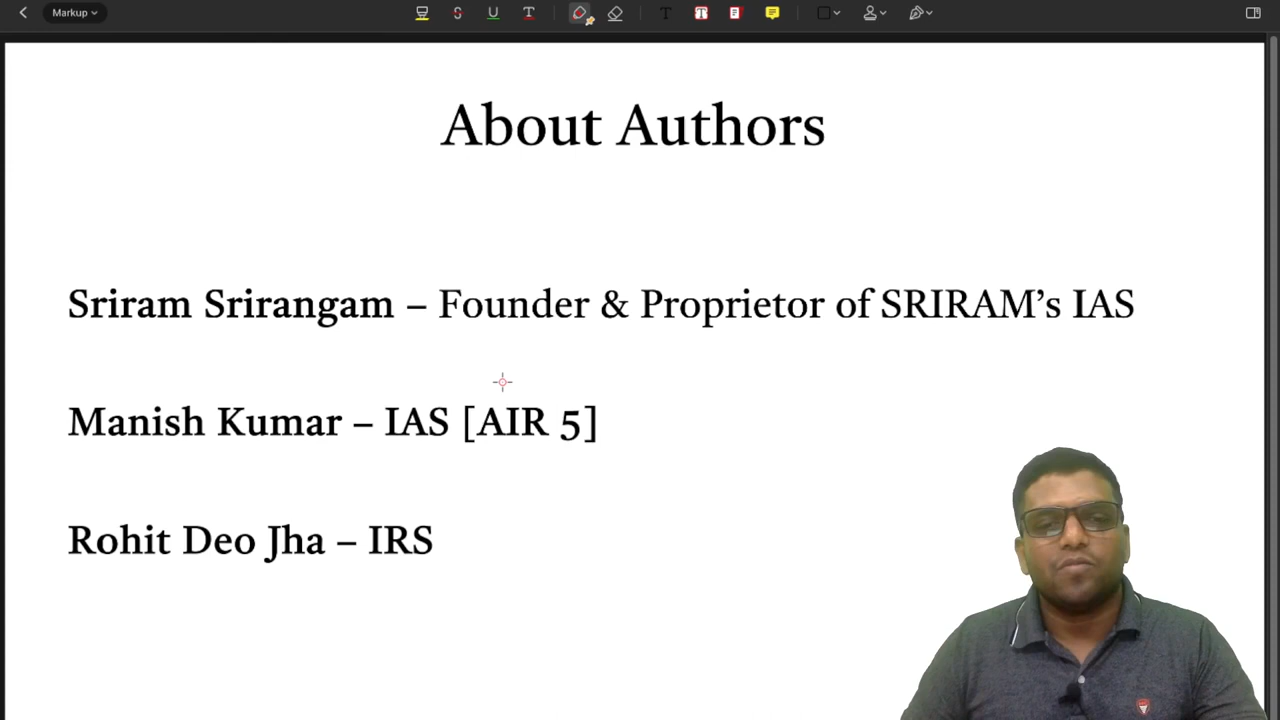 Markup
About Authors
Sriram Srirangam – Founder & Proprietor of SRIRAM’s IAS
Manish Kumar – IAS [AIR 5]
Rohit Deo Jha – IRS